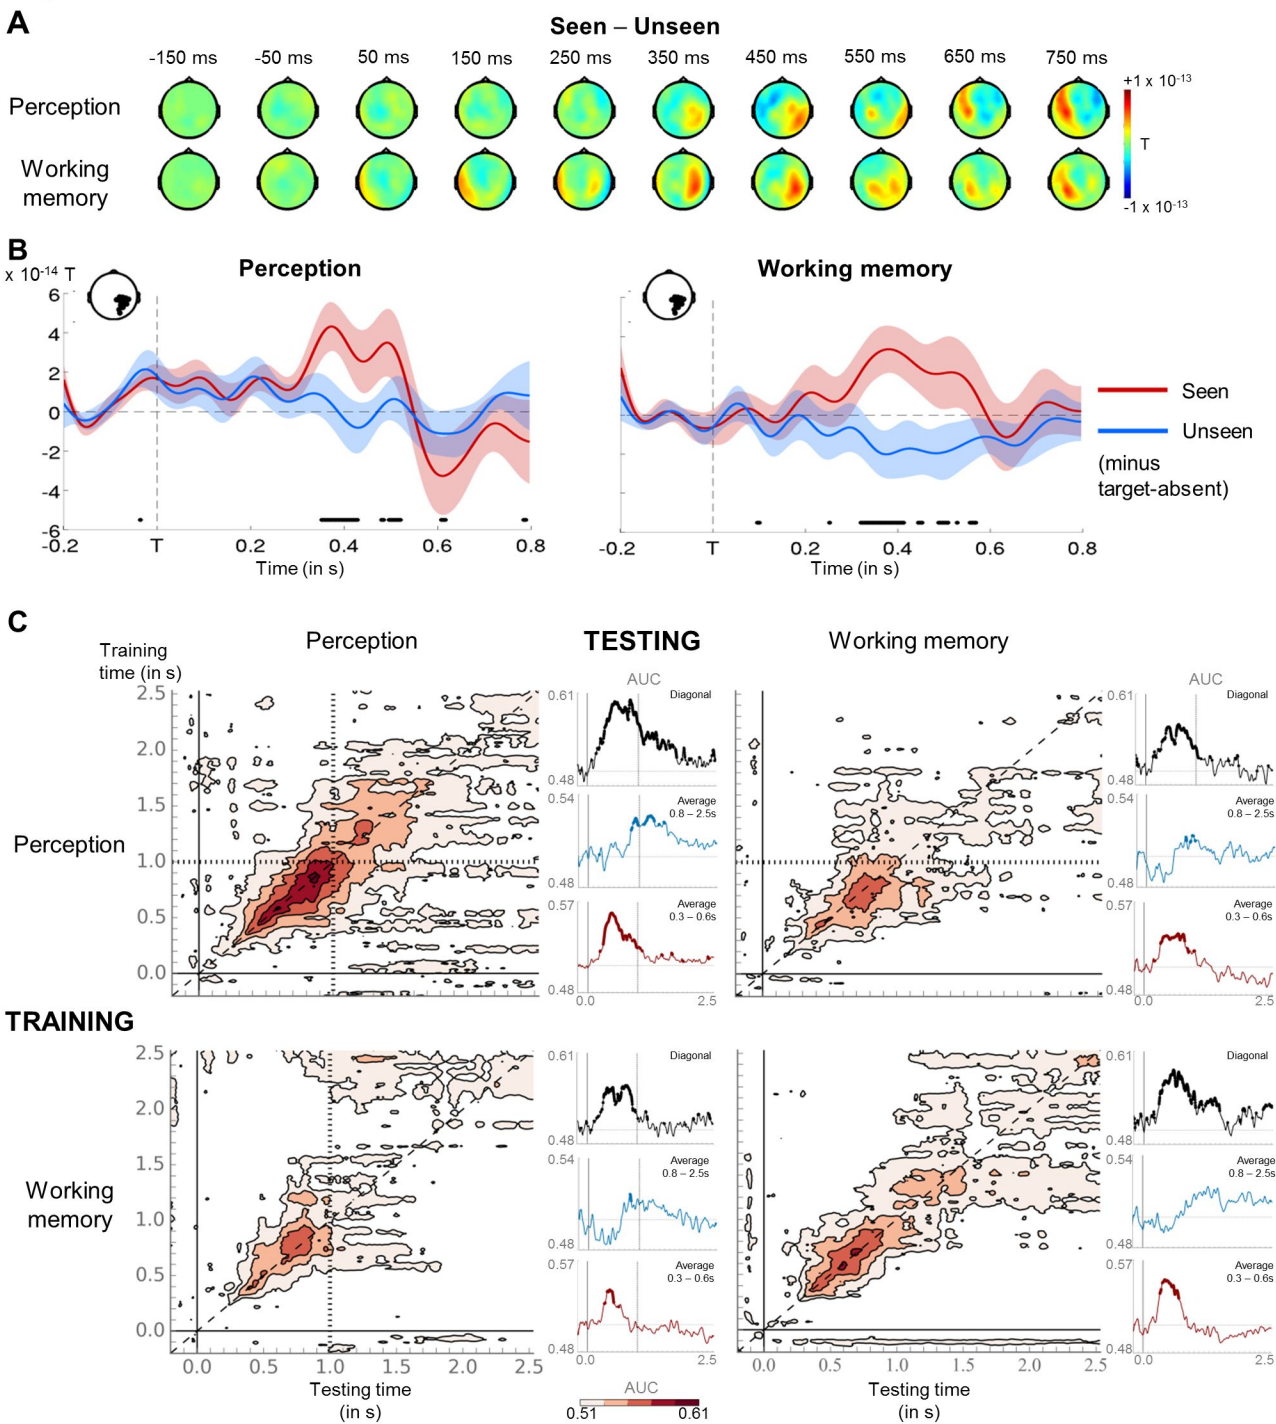 A
Seen – Unseen
-150 ms -50 ms 50 ms 150 ms 250 ms 350 ms 450 ms 550 ms 650 ms 750 ms
Perception
Working
memory
+1 x 10-13
T
-1 x 10-13
B
x 10-14 T
Perception
Working memory
6
4
2
0
-2
-4
-6
-0.2 T 0.2 0.4 0.6 0.8
Time (in s)
-0.2 T 0.2 0.4 0.6 0.8
Time (in s)
Seen
Unseen
(minus
target-absent)
C
Training
time (in s)
Perception
TESTING
Working memory
Perception
2.5
2.0
1.5
1.0
0.5
0.0
AUC
0.61
Diagonal
0.48
0.54
Average
0.8 – 2.5s
0.48
0.57
Average
0.3 – 0.6s
0.48
0.0 2.5
AUC
0.61
Diagonal
0.48
0.54
Average
0.8 – 2.5s
0.48
0.57
Average
0.3 – 0.6s
0.48
0.0 2.5
TRAINING
Working
memory
2.5
2.0
1.5
1.0
0.5
0.0
0.0 0.5 1.0 1.5 2.0 2.5
Testing time
(in s)
0.61
Diagonal
0.48
0.54
Average
0.8 – 2.5s
0.48
0.57
Average
0.3 – 0.6s
0.48
0.0 2.5
AUC
0.51 0.61
0.0 0.5 1.0 1.5 2.0 2.5
Testing time
(in s)
0.61
Diagonal
0.48
0.54
Average
0.8 – 2.5s
0.48
0.57
Average
0.3 – 0.6s
0.48
0.0 2.5